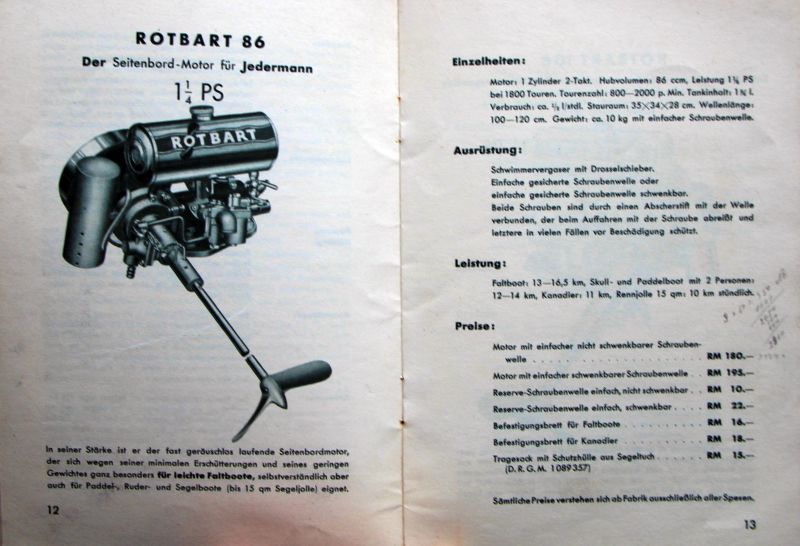 ROTBART 86
Der Seitenbord-Motor für Jedermann
1 1/4 PS
ROTBART
In seiner Stärke ist er der fast geräuschlos laufende Seitenbordmotor,
der sich wegen seiner minimalen Erschütterungen und seines geringen
Gewichtes ganz besonders für leichte Faltboote, selbstverständlich aber
auch für Paddel-, Ruder- und Segelboote (bis 15 qm Segeljolle) eignet.
12
Einzelheiten:
Motor: 1 Zylinder 2-Takt. Hubvolumen: 86 ccm, Leistung 1¼ PS
bei 1800 Touren. Tourenzahl: 800—2000 p. Min. Tankinhalt: 1¾ l.
Verbrauch: ca. l/stdl. Stauraum: 35×34×28 cm. Wellenlänge:
100—120 cm. Gewicht: ca. 10 kg mit einfacher Schraubenwelle.
Ausrüstung:
Schwimmervergaser mit Drosselschieber.
Einfache gesicherte Schraubenwelle oder
einfache gesicherte Schraubenwelle schwenkbar.
Beide Schrauben sind durch einen Abscherstift mit der Welle
verbunden, der beim Auffahren mit der Schraube abreißt und
letztere in vielen Fällen vor Beschädigung schützt.
Leistung:
Faltboot: 13—16,5 km, Skull- und Paddelboot mit 2 Personen:
12—14 km, Kanadier: 11 km, Rennjolle 15 qm: 10 km stündlich.
Preise:
Motor mit einfacher nicht schwenkbarer Schrauben-
welle . . . . . . . . . . . . . . . . RM 180.—
Motor mit einfacher schwenkbarer Schraubenwelle . . RM 195.—
Reserve-Schraubenwelle einfach, nicht schwenkbar . RM 10.—
Reserve-Schraubenwelle einfach, schwenkbar . . . . RM 22.—
Befestigungsbrett für Faltboote . . . . . . . . RM 16.—
Befestigungsbrett für Kanadier . . . . . . . . RM 18.—
Tragesack mit Schutzhülle aus Segeltuch . . . . RM 15.—
(D. R. G. M. 1089357)
Sämtliche Preise verstehen sich ab Fabrik ausschließlich aller Spesen.
13